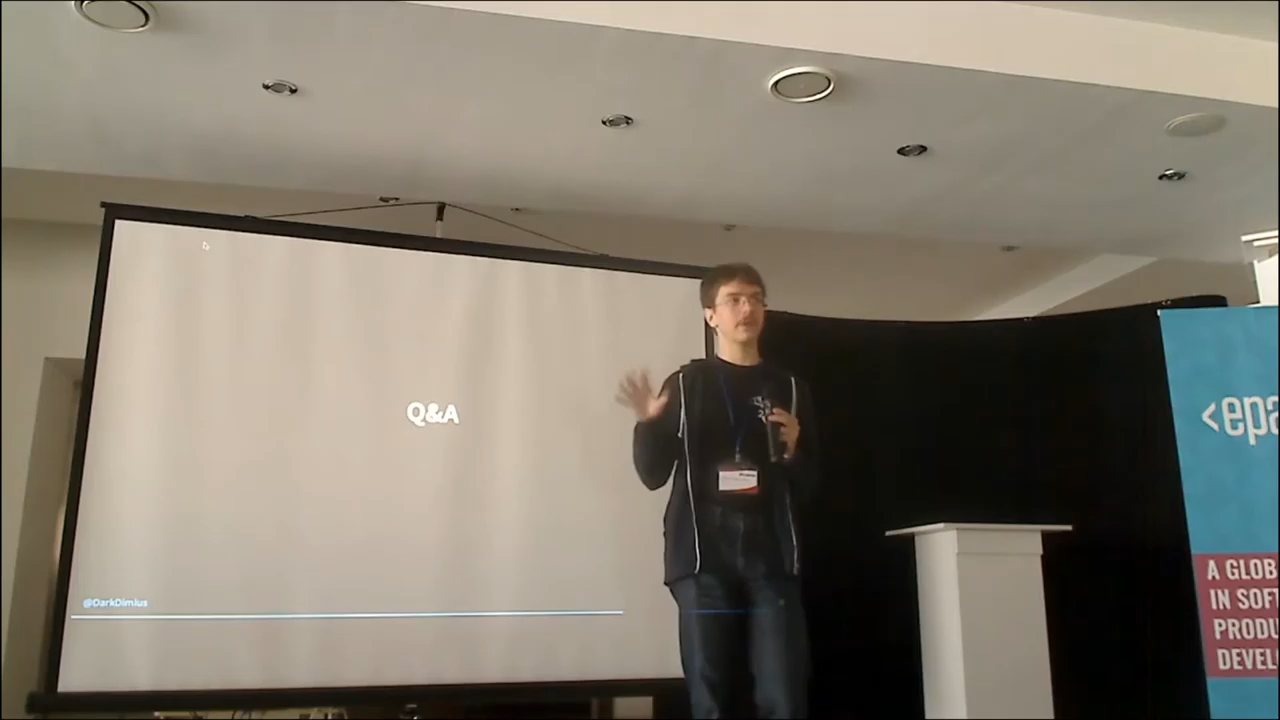 Q&A
@DarkDimius
<epa
A GLOB
IN SOFT
PRODU
DEVEL